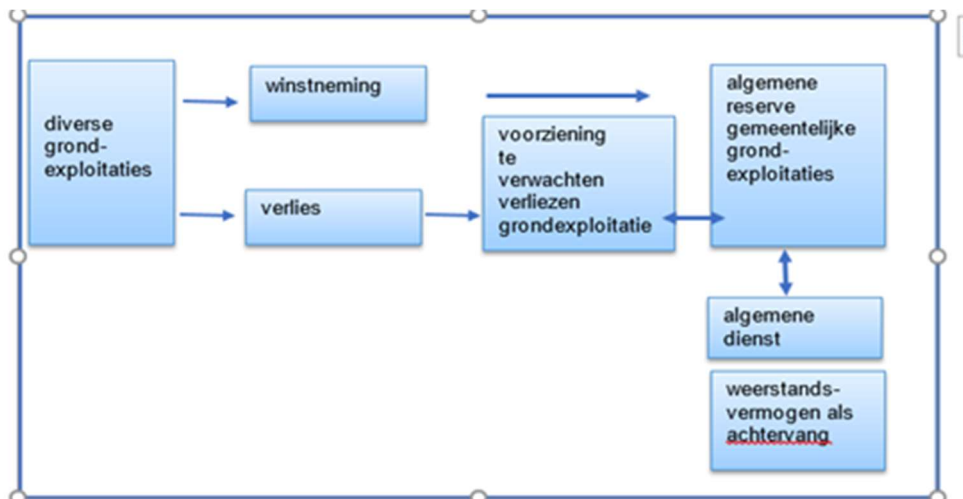 diverse
grond-
exploitaties
winstneming
verlies
voorziening
te
verwachten
verliezen
grondexploitatie
algemene
reserve
gemeentelijke
grond-
exploitaties
algemene
dienst
weerstands-
vermogen als
achtervang